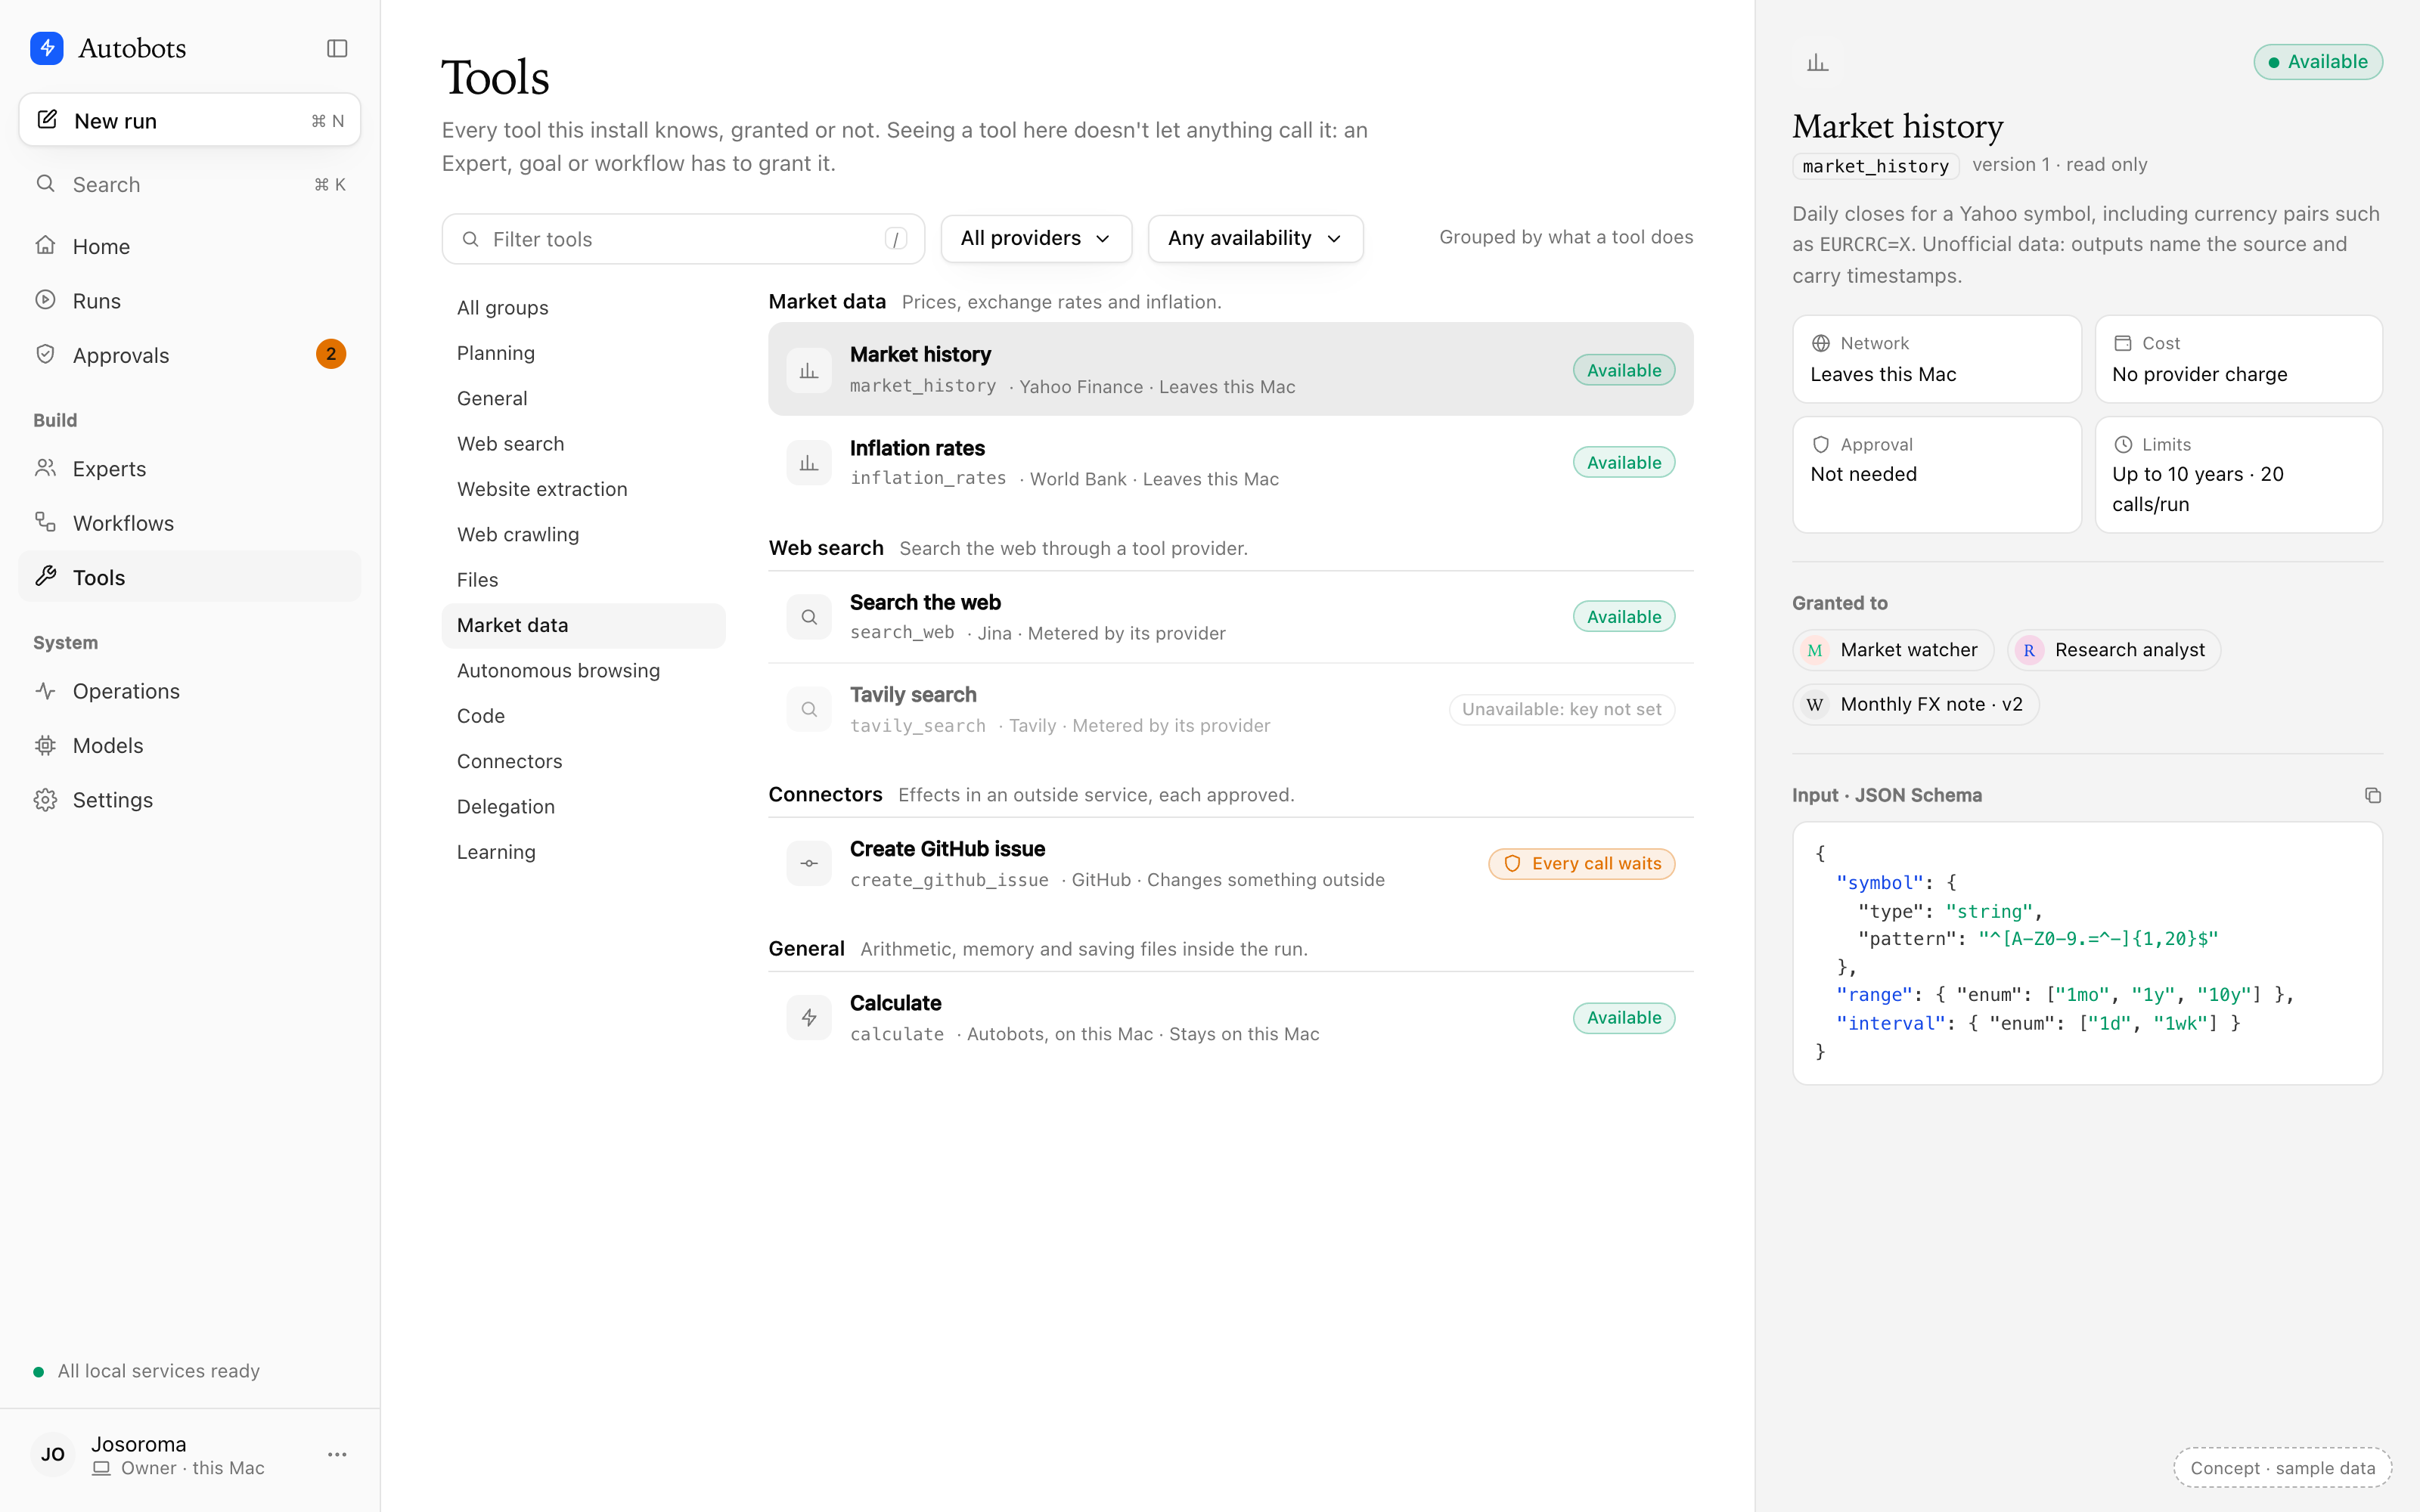 Autobots
New run ⌘ N
Search ⌘ K
Home
Runs
Approvals 2
Build
Experts
Workflows
Tools
System
Operations
Models
Settings
All local services ready
JO
Josoroma
Owner · this Mac
Tools
Every tool this install knows, granted or not. Seeing a tool here doesn't let anything call it: an
Expert, goal or workflow has to grant it.
Filter tools /
All providers
Any availability
Grouped by what a tool does
All groups
Planning
General
Web search
Website extraction
Web crawling
Files
Market data
Autonomous browsing
Code
Connectors
Delegation
Learning
Market data Prices, exchange rates and inflation.
Market history
market_history · Yahoo Finance · Leaves this Mac
Available
Inflation rates
inflation_rates · World Bank · Leaves this Mac
Available
Web search Search the web through a tool provider.
Search the web
search_web · Jina · Metered by its provider
Available
Tavily search
tavily_search · Tavily · Metered by its provider
Unavailable: key not set
Connectors Effects in an outside service, each approved.
Create GitHub issue
create_github_issue · GitHub · Changes something outside
Every call waits
General Arithmetic, memory and saving files inside the run.
Calculate
calculate · Autobots, on this Mac · Stays on this Mac
Available
Available
Market history
market_history version 1 · read only
Daily closes for a Yahoo symbol, including currency pairs such
as EURCRC=X. Unofficial data: outputs name the source and
carry timestamps.
Network
Leaves this Mac
Cost
No provider charge
Approval
Not needed
Limits
Up to 10 years · 20
calls/run
Granted to
M Market watcher
R Research analyst
W Monthly FX note · v2
Input · JSON Schema
{
"symbol": {
"type": "string",
"pattern": "^[A-Z0-9.=^-]{1,20}$"
},
"range": { "enum": ["1mo", "1y", "10y"] },
"interval": { "enum": ["1d", "1wk"] }
}
Concept · sample data